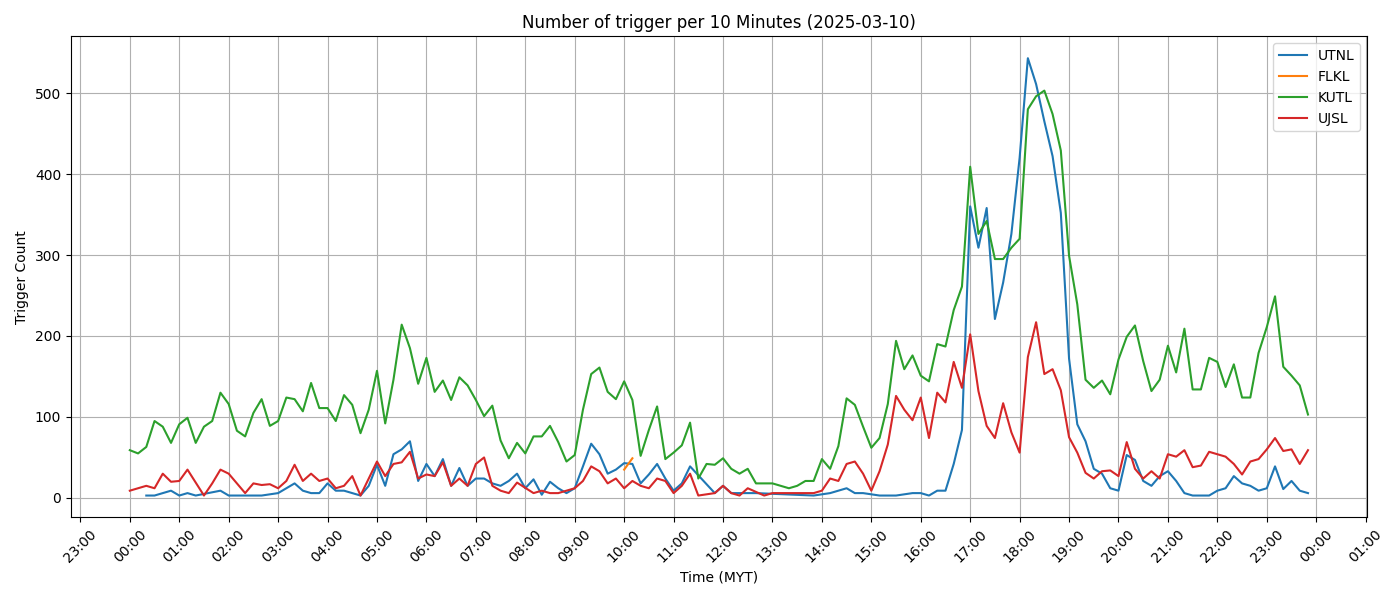 Number of trigger per 10 Minutes (2025-03-10)
UTNL
FLKL
KUTL
UJSL
Trigger Count
500
400
300
200
100
0
23:00 00:00 01:00 02:00 03:00 04:00 05:00 06:00 07:00 08:00 09:00 10:00 11:00 12:00 13:00 14:00 15:00 16:00 17:00 18:00 19:00 20:00 21:00 22:00 23:00 00:00 01:00
Time (MYT)